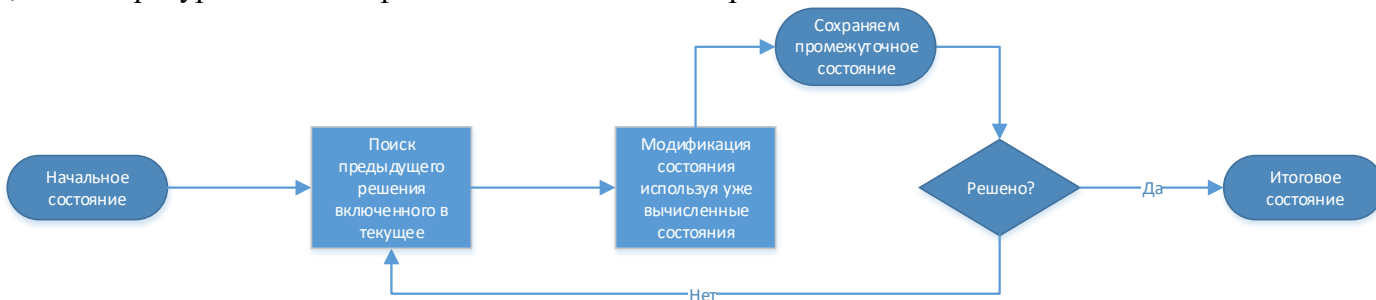 Начальное
состояние
Поиск
предыдущего
решения
включенного в
текущее
Модификация
состояния
используя уже
вычисленные
состояния
Сохраняем
промежуточное
состояние
Решено?
Да
Итоговое
состояние
Нет